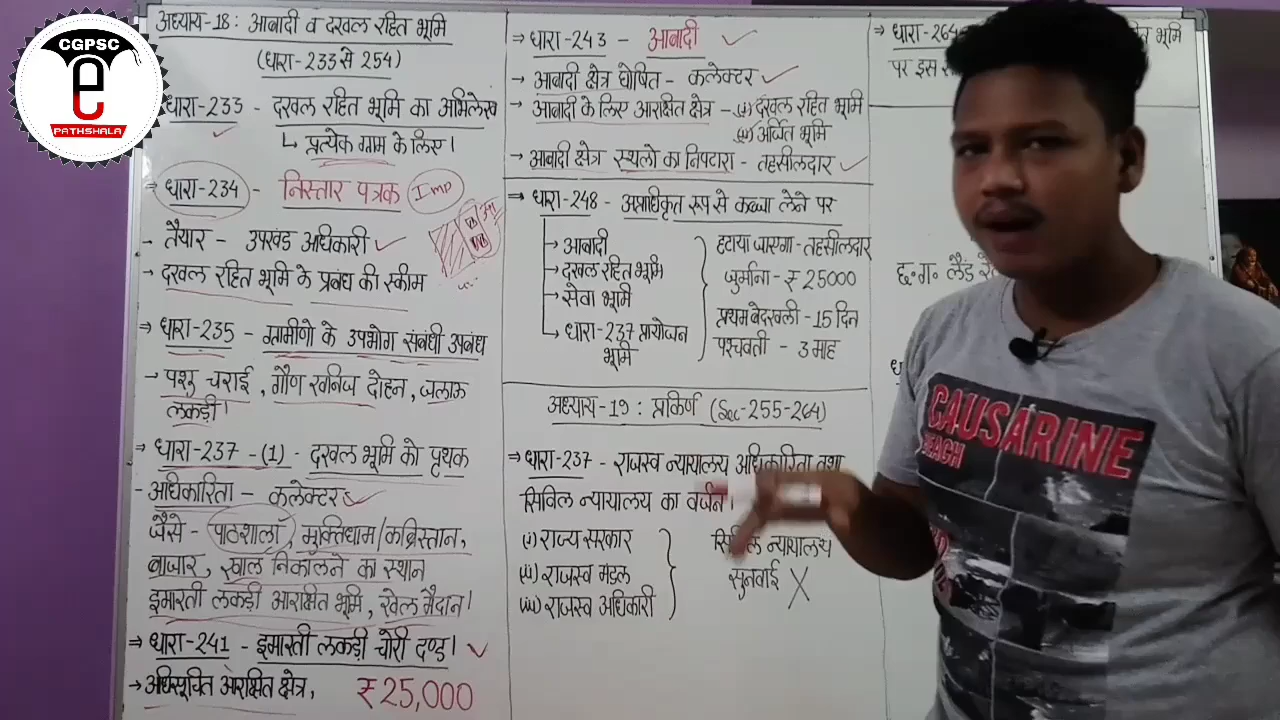 CGPSC
e
PATHSHALA
अध्याय-18: आबादी व दखल रहित भूमि
(धारा-233 से 254)
धारा-233 - दखल रहित भूमि का अभिलेख
↳ प्रत्येक ग्राम के लिए।
→ धारा-234 - निस्तार पत्रक Imp
- तैयार - उपखंड अधिकारी ✓
- दखल रहित भूमि के प्रबंध की स्कीम
→ धारा-235 - ग्रामीणो के उपभोग संबंधी उपबंध
- पशु चराई, गौण खनिज दोहन, जलाऊ
लकड़ी।
→ धारा-237-(1) - दखल भूमि को पृथक
- अधिकारिता - कलेक्टर ✓
जैसे - पाठशाला, मुक्तिधाम/कब्रिस्तान,
बाजार, खाल निकालने का स्थान
इमारती लकड़ी आरक्षित भूमि, खेल मैदान।
→ धारा-241 - इमारती लकड़ी चोरी दण्ड। ✓
→ अधिसूचित आरक्षित क्षेत्र, ₹25,000
→ धारा-243 - आबादी ✓
→ आबादी क्षेत्र घोषित - कलेक्टर ✓
→ आबादी के लिए आरक्षित क्षेत्र - (i) दखल रहित भूमि
(ii) अर्जित भूमि
→ आबादी क्षेत्र स्थलो का निपटारा - तहसीलदार ✓
→ धारा-248 - अप्राधिकृत रूप से कब्जा लेने पर
→ आबादी
→ दखल रहित भूमि
→ सेवा भूमि
→ धारा-237 प्रायोजन
भूमि
हटाया जाएगा - तहसीलदार
जुर्माना - ₹25000
प्रथम बेदखली - 15 दिन
पश्चवर्ती - 3 माह
अध्याय-19: प्रकिर्ण (Sec-255-264)
→ धारा-237 - राजस्व न्यायालय अधिकारिता तथा
सिविल न्यायालय का वर्जन।
(i) राज्य सरकार
(ii) राजस्व मंडल
(iii) राजस्व अधिकारी
सिविल न्यायालय
सुनवाई X
→ धारा-264
भूमि
पर इस
छ.ग. लैंड
CAUSARINE
BEACH